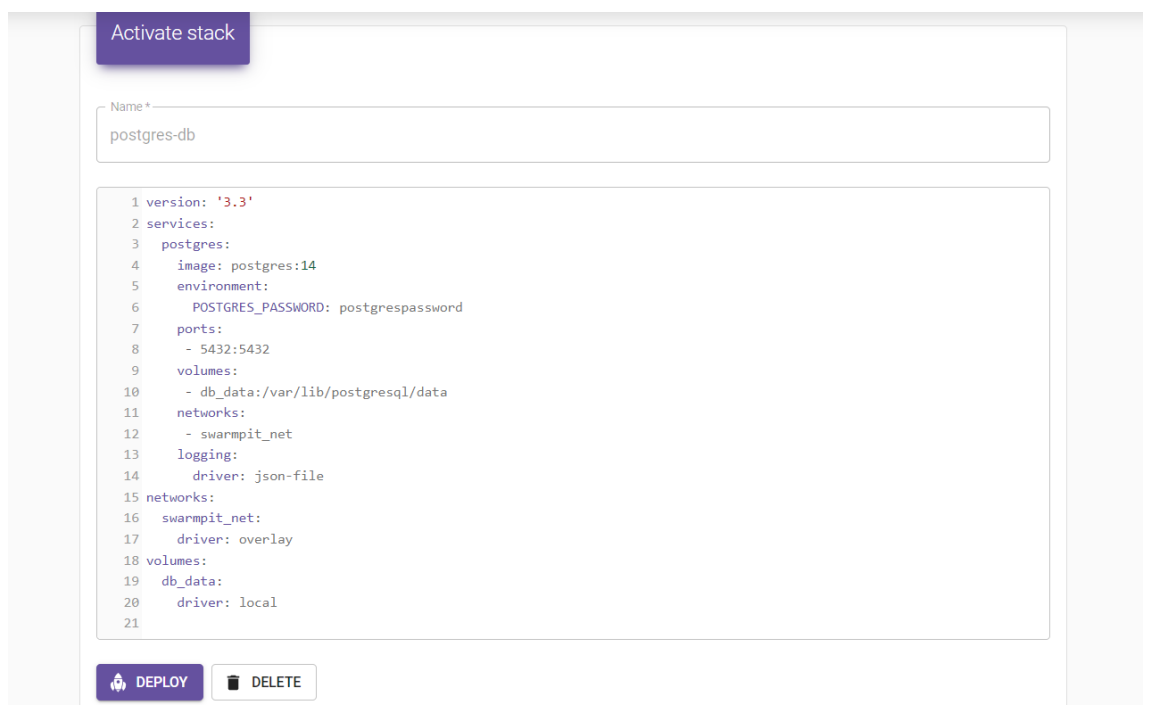 Activate stack
Name *
postgres-db
1 version: '3.3'
2 services:
3   postgres:
4     image: postgres:14
5     environment:
6       POSTGRES_PASSWORD: postgrespassword
7     ports:
8      - 5432:5432
9     volumes:
10      - db_data:/var/lib/postgresql/data
11     networks:
12      - swarmpit_net
13     logging:
14       driver: json-file
15 networks:
16   swarmpit_net:
17     driver: overlay
18 volumes:
19   db_data:
20     driver: local
21
DEPLOY DELETE